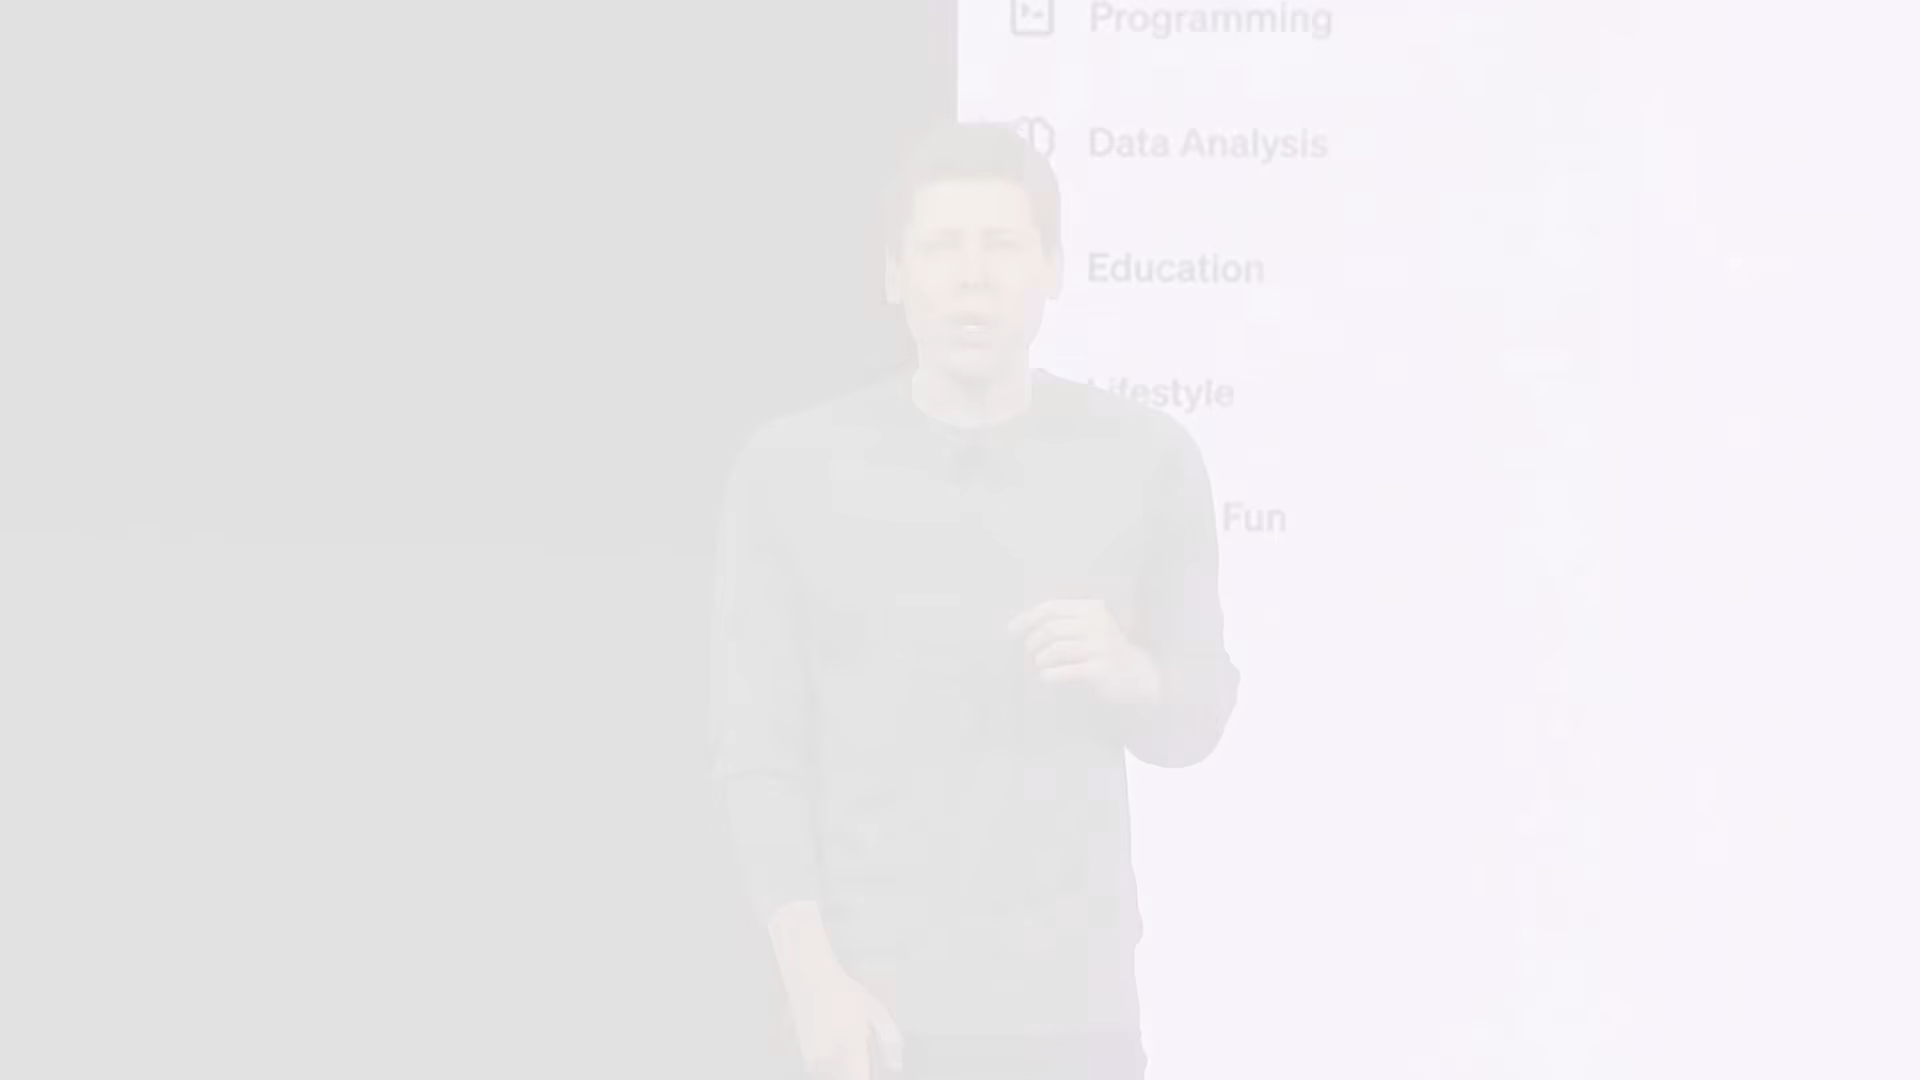 Programming
Data Analysis
Education
Lifestyle
Fun